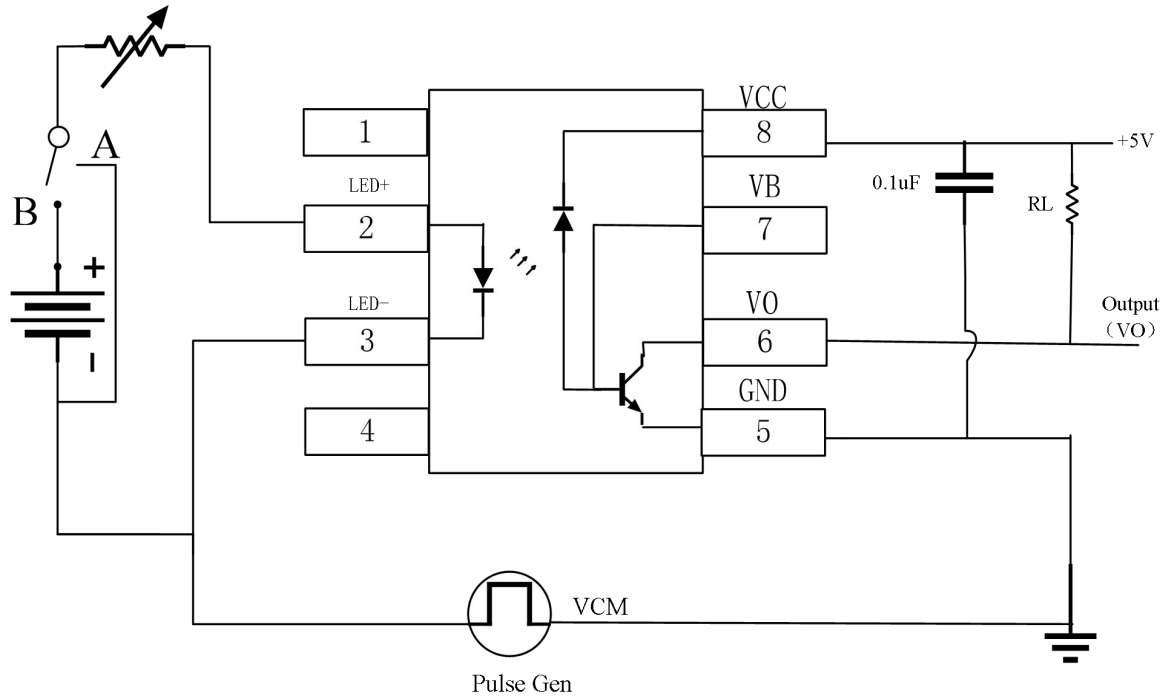 VCC
1
8
+5V
A
LED+
VB
0.1uF
RL
B
2
7
+
LED-
VO
Output
(VO)
3
6
-
GND
4
5
VCM
Pulse Gen